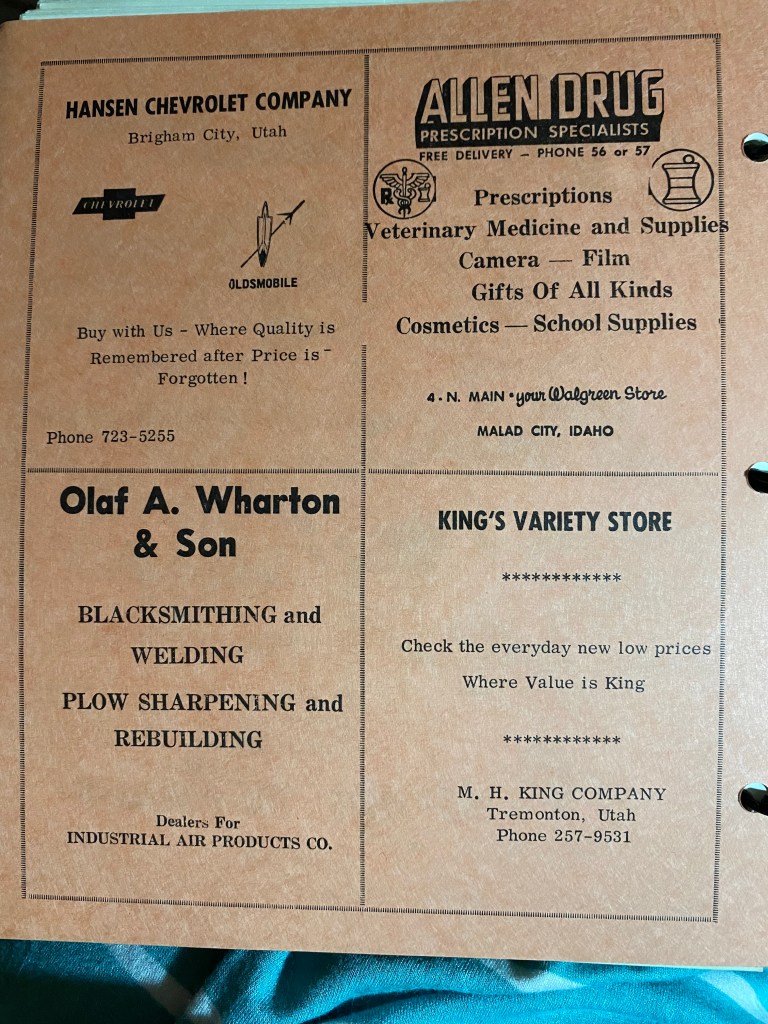 HANSEN CHEVROLET COMPANY
Brigham City, Utah
CHEVROLET
OLDSMOBILE
Buy with Us - Where Quality is
Remembered after Price is -
Forgotten !
Phone 723-5255
ALLEN DRUG
PRESCRIPTION SPECIALISTS
FREE DELIVERY - PHONE 56 or 57
R
Prescriptions
Veterinary Medicine and Supplies
Camera — Film
Gifts Of All Kinds
Cosmetics — School Supplies
4 - N. MAIN • your Walgreen Store
MALAD CITY, IDAHO
Olaf A. Wharton
& Son
BLACKSMITHING and
WELDING
PLOW SHARPENING and
REBUILDING
Dealers For
INDUSTRIAL AIR PRODUCTS CO.
KING'S VARIETY STORE
************
Check the everyday new low prices
Where Value is King
************
M. H. KING COMPANY
Tremonton, Utah
Phone 257-9531